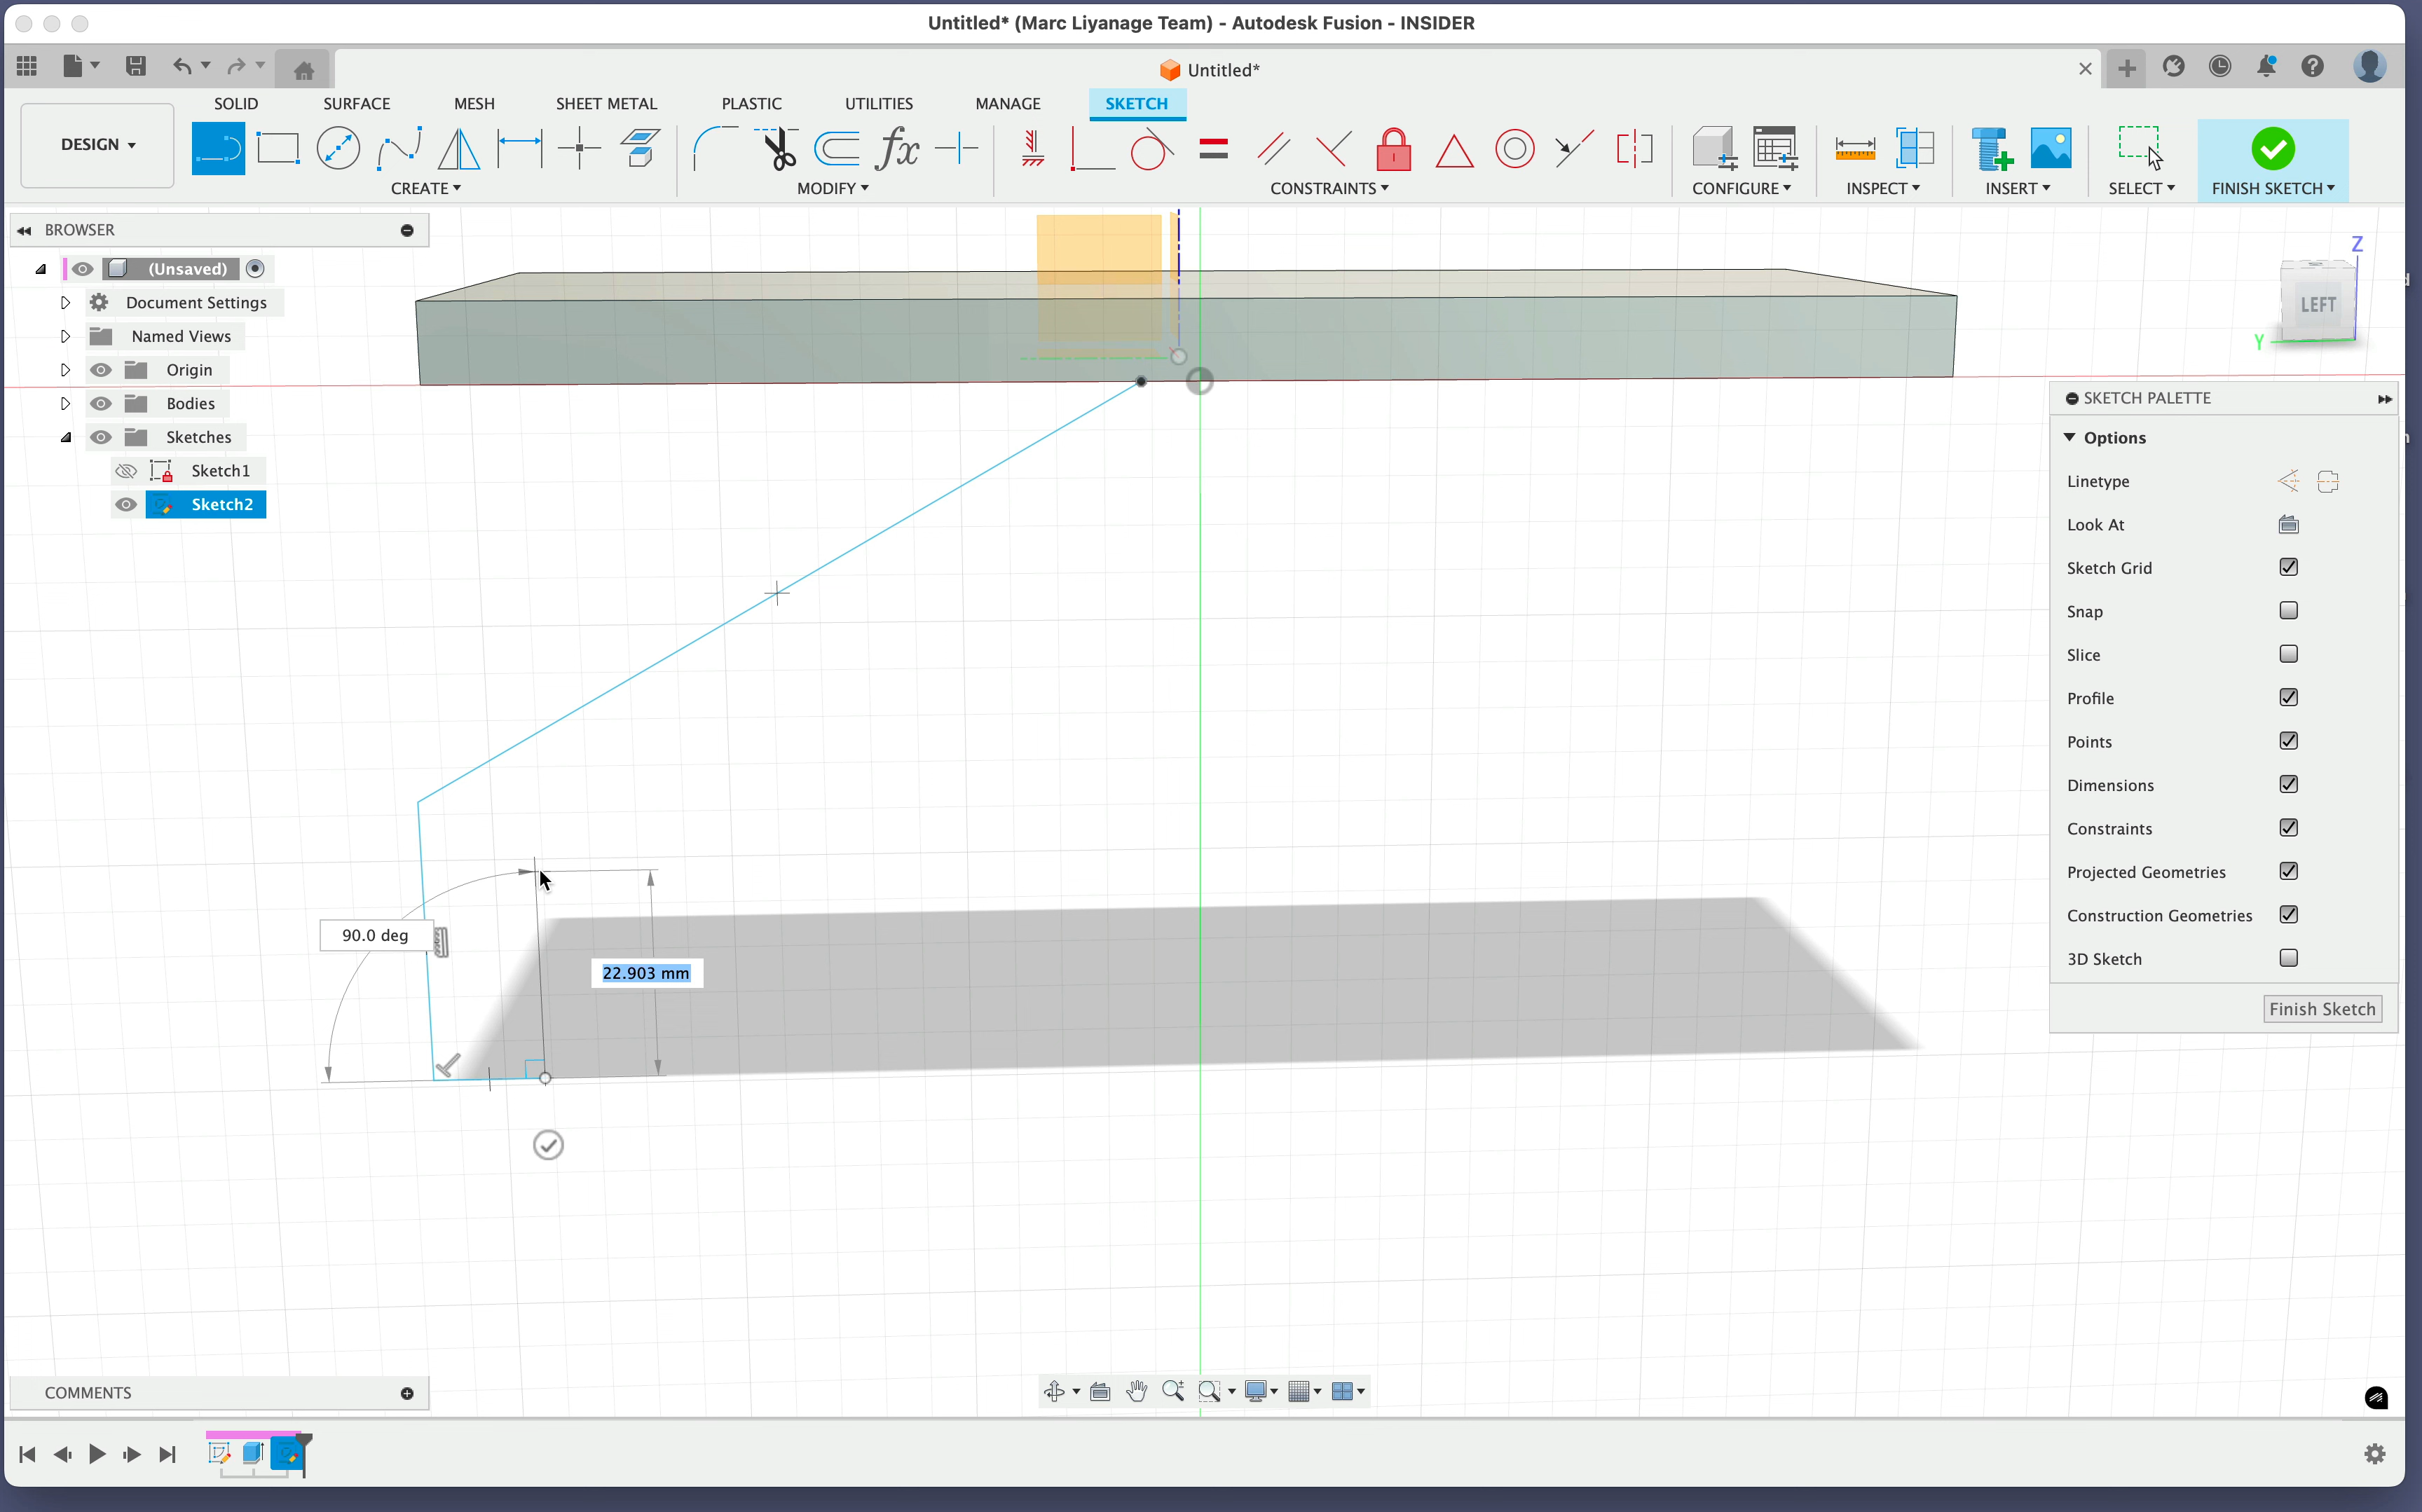 Untitled* (Marc Liyanage Team) - Autodesk Fusion - INSIDER
Untitled*
SOLID SURFACE MESH SHEET METAL PLASTIC UTILITIES MANAGE SKETCH
DESIGN
fx
CREATE MODIFY CONSTRAINTS CONFIGURE INSPECT INSERT SELECT FINISH SKETCH
BROWSER
(Unsaved)
Document Settings
Named Views
Origin
Bodies
Sketches
Sketch1
Sketch2
Z
LEFT
Y
SKETCH PALETTE
Options
Linetype
Look At
Sketch Grid
Snap
Slice
Profile
Points
Dimensions
Constraints
Projected Geometries
Construction Geometries
3D Sketch
Finish Sketch
90.0 deg
22.903 mm
COMMENTS